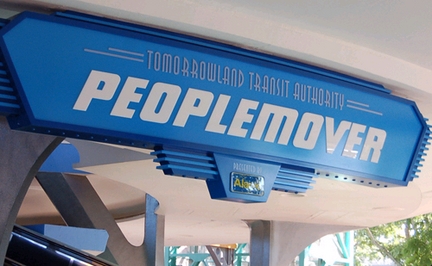 TOMORROWLAND TRANSIT AUTHORITY
PEOPLEMOVER